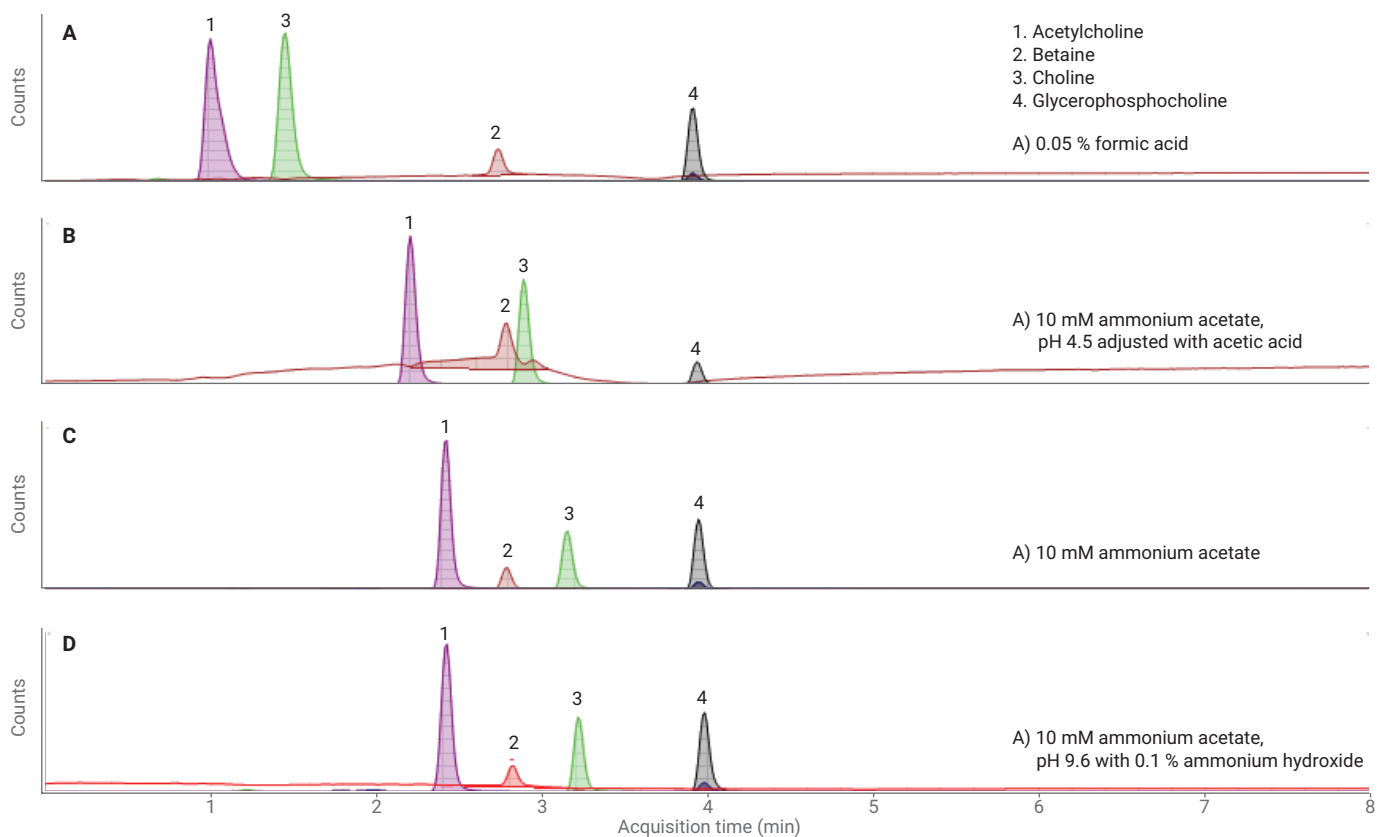 A
1
3
2
4
Counts
1. Acetylcholine
2. Betaine
3. Choline
4. Glycerophosphocholine
A) 0.05 % formic acid
B
1
2
3
4
Counts
A) 10 mM ammonium acetate,
pH 4.5 adjusted with acetic acid
C
1
2
3
4
Counts
A) 10 mM ammonium acetate
D
1
2
3
4
Counts
A) 10 mM ammonium acetate,
pH 9.6 with 0.1 % ammonium hydroxide
1 2 3 4 5 6 7 8
Acquisition time (min)